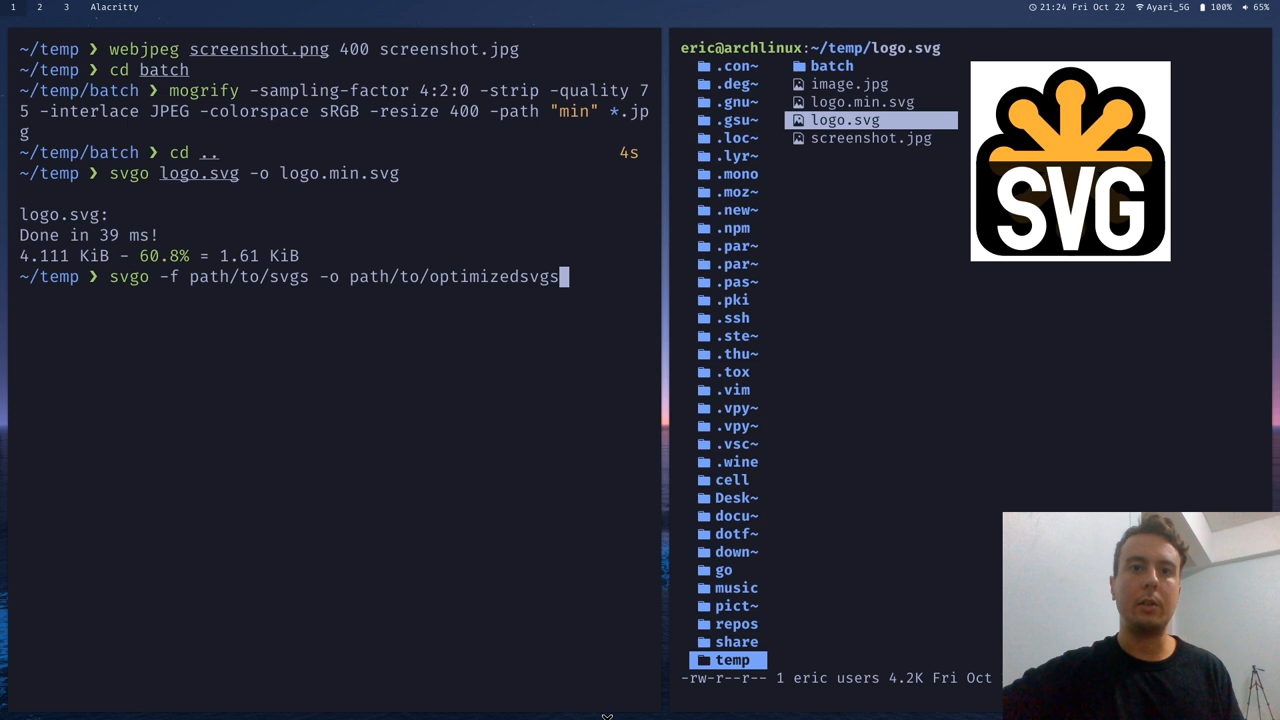 1 2 3 Alacritty
21:24 Fri Oct 22 Ayari_5G 100% 65%
~/temp ❯ webjpeg screenshot.png 400 screenshot.jpg
~/temp ❯ cd batch
~/temp/batch ❯ mogrify -sampling-factor 4:2:0 -strip -quality 7
5 -interlace JPEG -colorspace sRGB -resize 400 -path "min" *.jp
g
~/temp/batch ❯ cd .. 4s
~/temp ❯ svgo logo.svg -o logo.min.svg
logo.svg:
Done in 39 ms!
4.111 KiB - 60.8% = 1.61 KiB
~/temp ❯ svgo -f path/to/svgs -o path/to/optimizedsvgs
eric@archlinux:~/temp/logo.svg
.con~
.deg~
.gnu~
.gsu~
.loc~
.lyr~
.mono
.moz~
.new~
.npm
.par~
.par~
.pas~
.pki
.ssh
.ste~
.thu~
.tox
.vim
.vpy~
.vpy~
.vsc~
.wine
cell
Desk~
docu~
dotf~
down~
go
music
pict~
repos
share
temp
batch
image.jpg
logo.min.svg
logo.svg
screenshot.jpg
SVG
-rw-r--r-- 1 eric users 4.2K Fri Oct